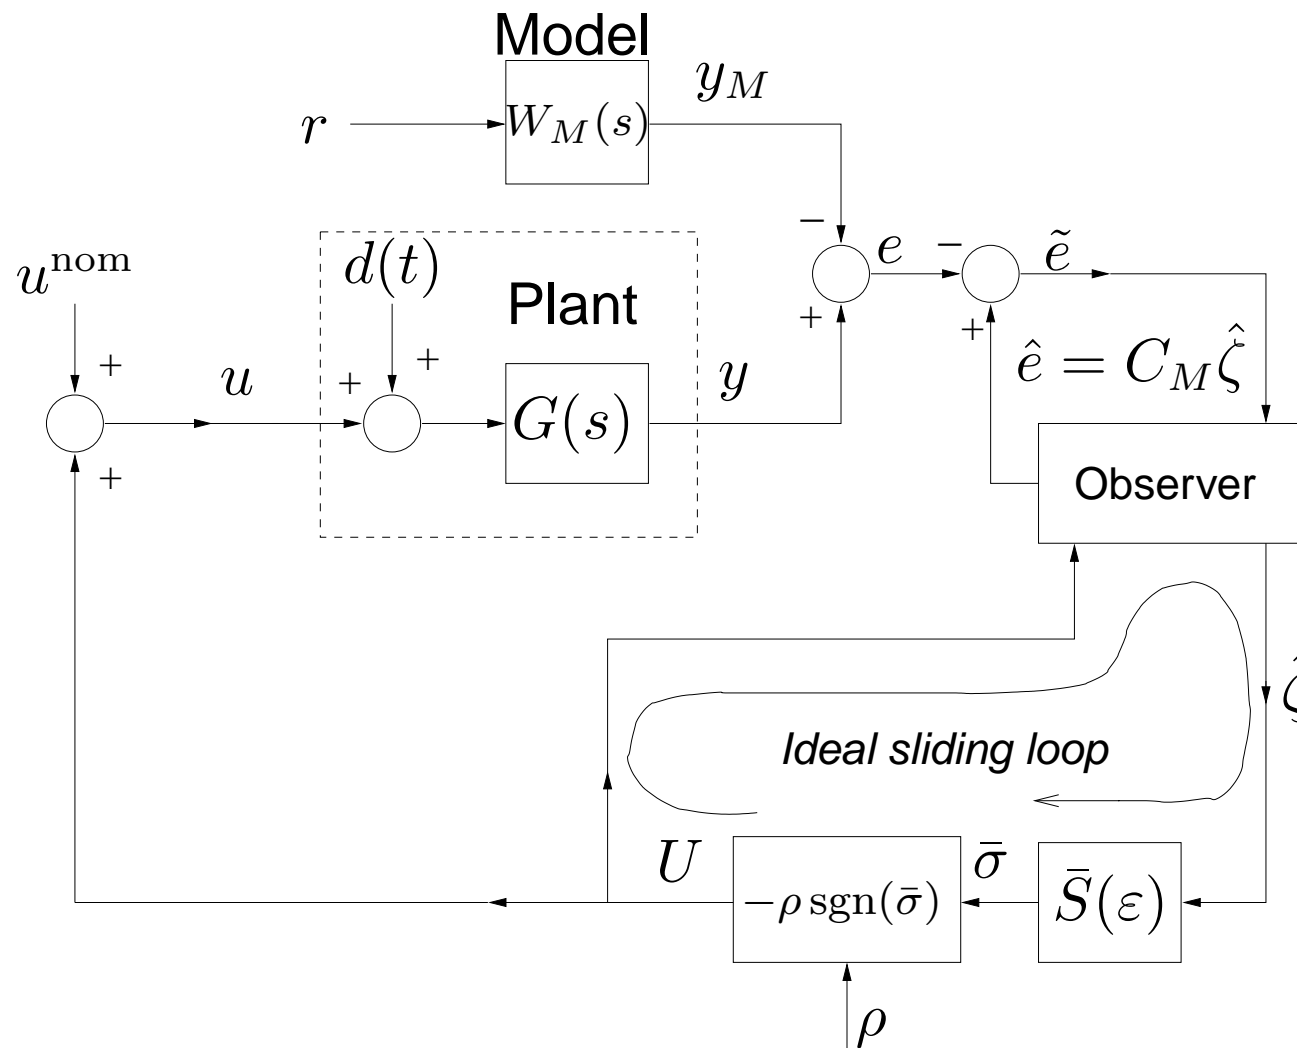 Model
W_M(s)
y_M
r
−
e
−
ẽ
u^nom
d(t)
Plant
+
+
ê = C_M ζ̂
+
+
+
u
G(s)
y
Observer
+
ζ̂
Ideal sliding loop
U
−ρ sgn(σ̄)
σ̄
S̄(ε)
ρ